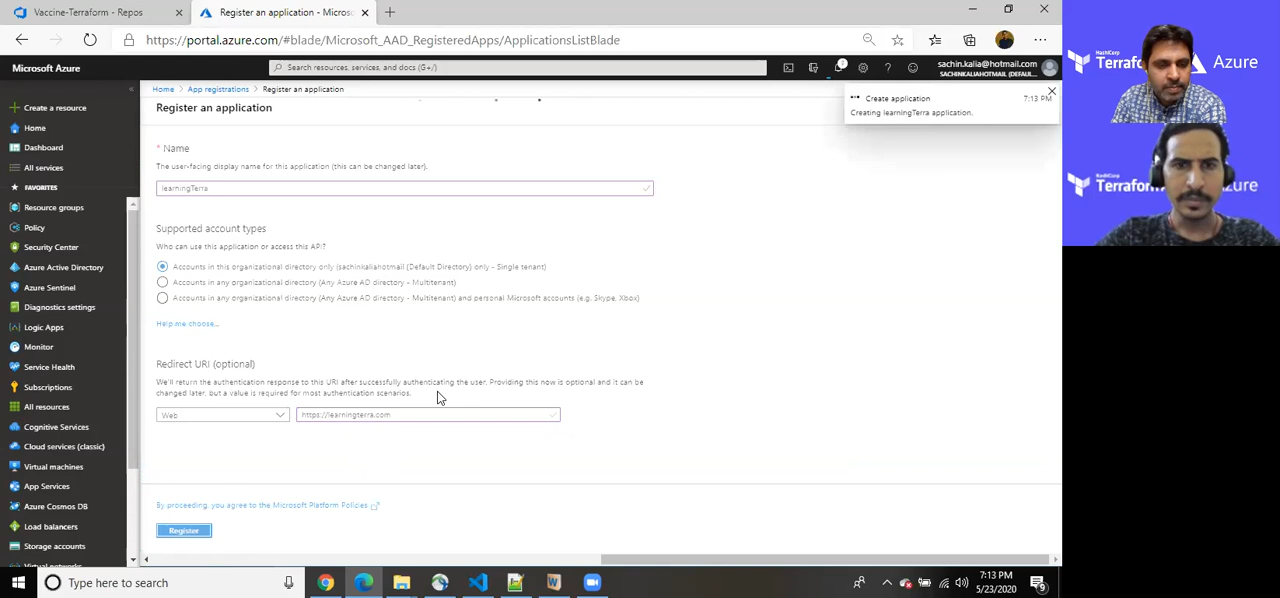 Vaccine-Terraform - Repos
Register an application - Microso
https://portal.azure.com/#blade/Microsoft_AAD_RegisteredApps/ApplicationsListBlade
Microsoft Azure
Search resources, services, and docs (G+/)
1
sachin.kalia@hotmail.com
SACHINKALIAHOTMAIL (DEFAUL...
Home > App registrations > Register an application
Register an application
Create application 7:13 PM
Creating learningTerra application.
Create a resource
Home
Dashboard
All services
FAVORITES
Resource groups
Policy
Security Center
Azure Active Directory
Azure Sentinel
Diagnostics settings
Logic Apps
Monitor
Service Health
Subscriptions
All resources
Cognitive Services
Cloud services (classic)
Virtual machines
App Services
Azure Cosmos DB
Load balancers
Storage accounts
* Name
The user-facing display name for this application (this can be changed later).
learningTerra
Supported account types
Who can use this application or access this API?
Accounts in this organizational directory only (sachinkaliahotmail (Default Directory) only - Single tenant)
Accounts in any organizational directory (Any Azure AD directory - Multitenant)
Accounts in any organizational directory (Any Azure AD directory - Multitenant) and personal Microsoft accounts (e.g. Skype, Xbox)
Help me choose...
Redirect URI (optional)
We'll return the authentication response to this URI after successfully authenticating the user. Providing this now is optional and it can be
changed later, but a value is required for most authentication scenarios.
Web
https://learningterra.com
By proceeding, you agree to the Microsoft Platform Policies
Register
HashiCorp
Azure
Type here to search
7:13 PM
5/23/2020
9